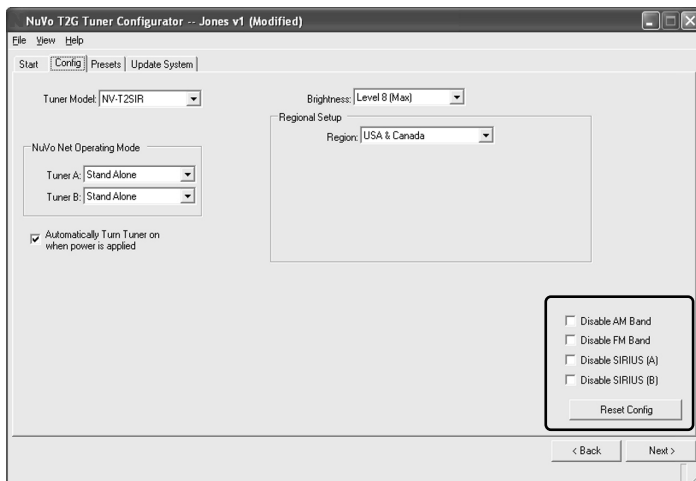 NuVo T2G Tuner Configurator -- Jones v1 (Modified)
File View Help
Start Config Presets Update System
Tuner Model: NV-T2SIR
Brightness: Level 8 (Max)
Regional Setup
Region: USA & Canada
NuVo Net Operating Mode
Tuner A: Stand Alone
Tuner B: Stand Alone
Automatically Turn Tuner on
when power is applied
Disable AM Band
Disable FM Band
Disable SIRIUS (A)
Disable SIRIUS (B)
Reset Config
< Back Next >